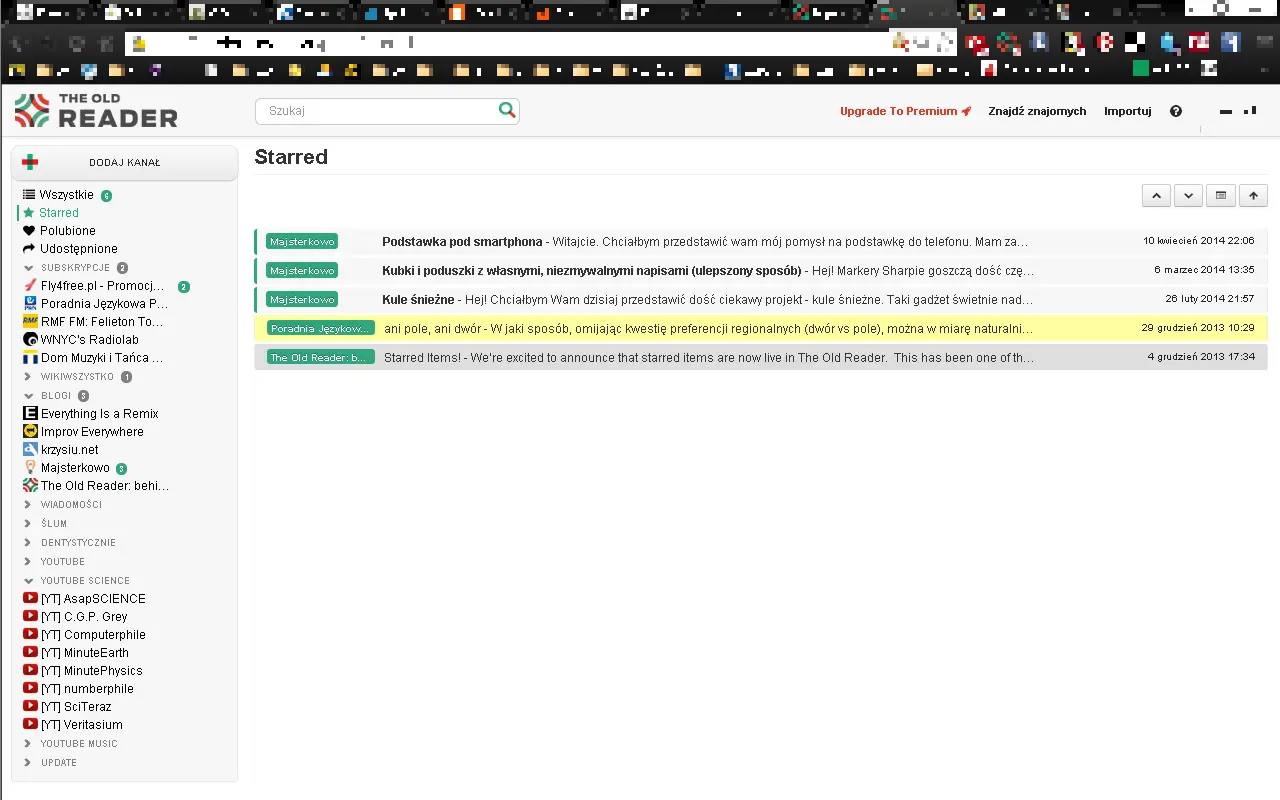 THE OLD
READER
Szukaj
Upgrade To Premium
Znajdź znajomych
Importuj
DODAJ KANAŁ
Wszystkie 6
Starred
Polubione
Udostępnione
SUBSKRYPCJE 2
Fly4free.pl - Promocj... 2
Poradnia Językowa P...
RMF FM: Felieton To...
WNYC's Radiolab
Dom Muzyki i Tańca ...
WIKIWSZYSTKO 1
BLOGI 3
Everything Is a Remix
Improv Everywhere
krzysiu.net
Majsterkowo 3
The Old Reader: behi...
WIADOMOŚCI
ŚLUM
DENTYSTYCZNIE
YOUTUBE
YOUTUBE SCIENCE
[YT] AsapSCIENCE
[YT] C.G.P. Grey
[YT] Computerphile
[YT] MinuteEarth
[YT] MinutePhysics
[YT] numberphile
[YT] SciTeraz
[YT] Veritasium
YOUTUBE MUSIC
UPDATE
Starred
Majsterkowo Podstawka pod smartphona - Witajcie. Chciałbym przedstawić wam mój pomysł na podstawkę do telefonu. Mam za... 10 kwiecień 2014 22:06
Majsterkowo Kubki i poduszki z własnymi, niezmywalnymi napisami (ulepszony sposób) - Hej! Markery Sharpie goszczą dość czę... 6 marzec 2014 13:35
Majsterkowo Kule śnieżne - Hej! Chciałbym Wam dzisiaj przedstawić dość ciekawy projekt - kule śnieżne. Taki gadżet świetnie nad... 26 luty 2014 21:57
Poradnia Językow... ani pole, ani dwór - W jaki sposób, omijając kwestię preferencji regionalnych (dwór vs pole), można w miarę naturalni... 29 grudzień 2013 10:29
The Old Reader: b... Starred Items! - We're excited to announce that starred items are now live in The Old Reader. This has been one of th... 4 grudzień 2013 17:34